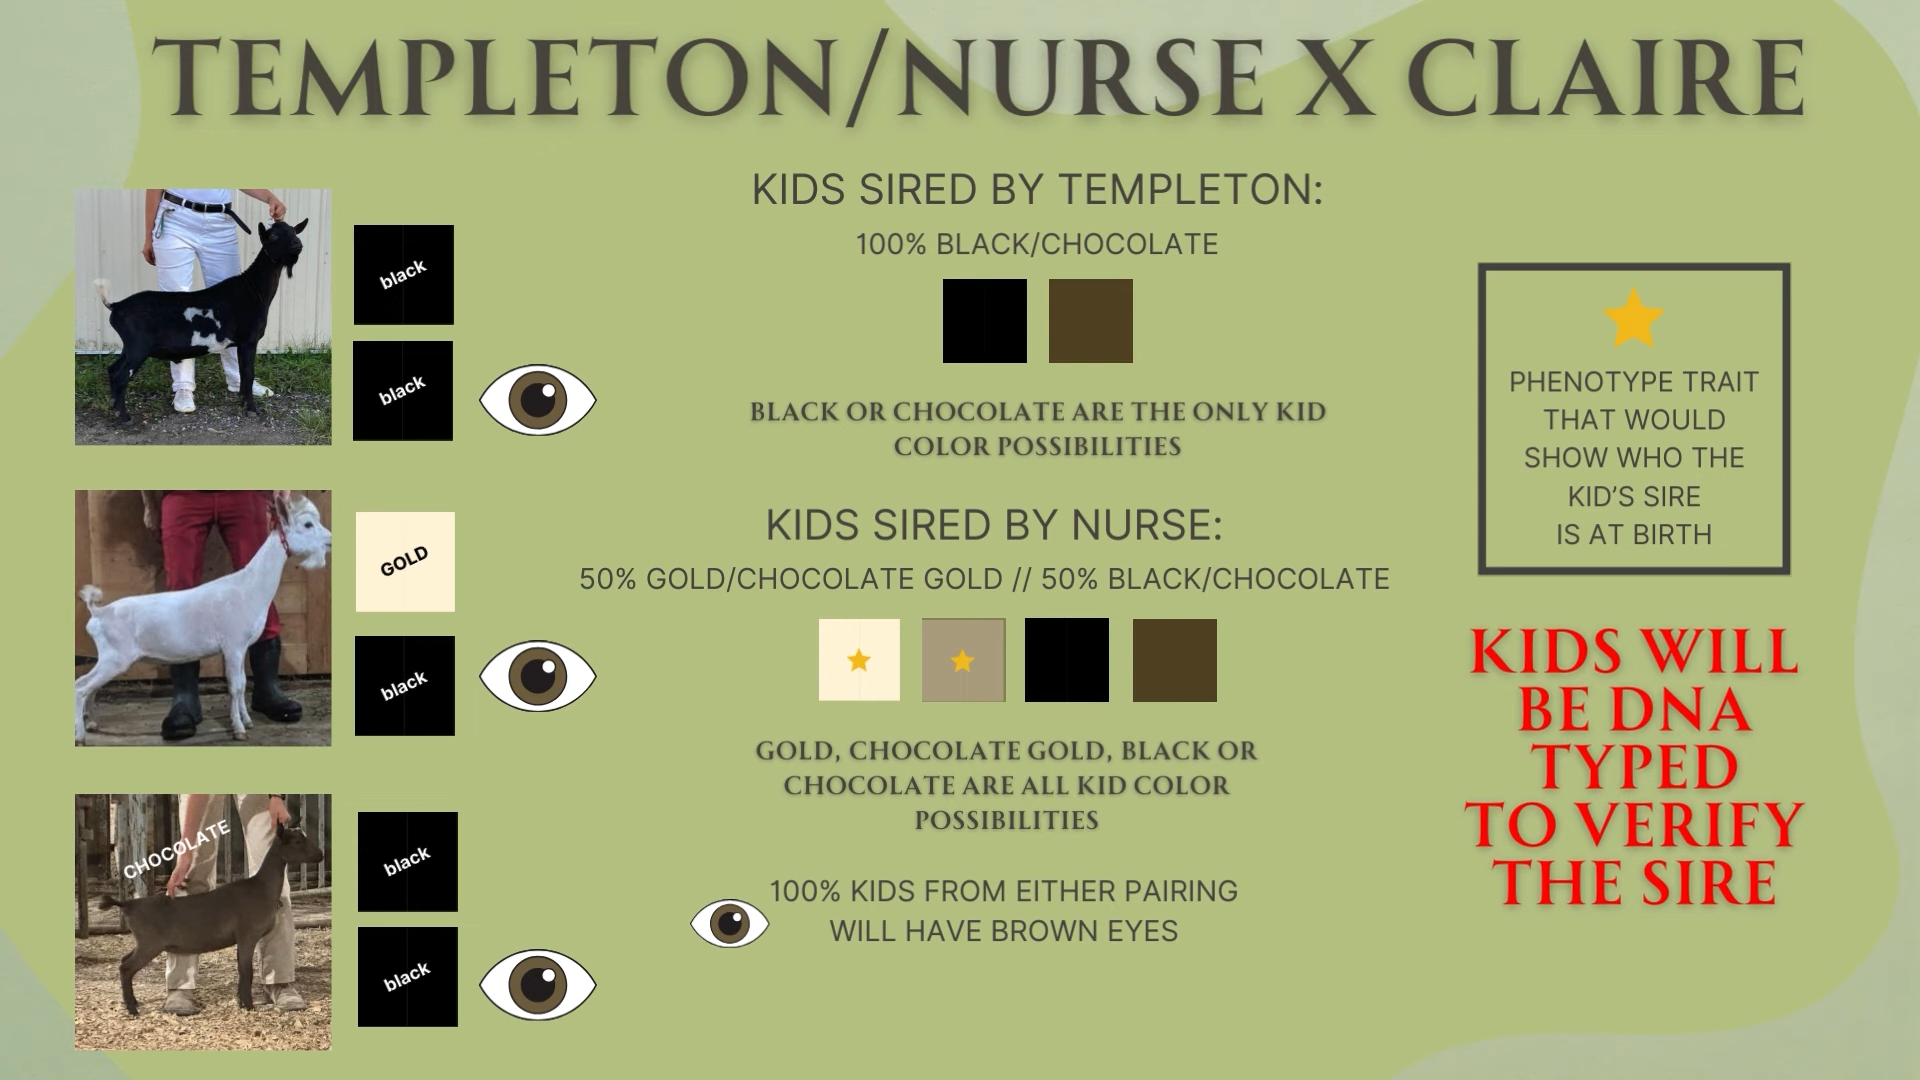 TEMPLETON/NURSE X CLAIRE
black
black
KIDS SIRED BY TEMPLETON:
100% BLACK/CHOCOLATE
BLACK OR CHOCOLATE ARE THE ONLY KID
COLOR POSSIBILITIES
GOLD
black
KIDS SIRED BY NURSE:
50% GOLD/CHOCOLATE GOLD // 50% BLACK/CHOCOLATE
GOLD, CHOCOLATE GOLD, BLACK OR
CHOCOLATE ARE ALL KID COLOR
POSSIBILITIES
CHOCOLATE
black
black
100% KIDS FROM EITHER PAIRING
WILL HAVE BROWN EYES
PHENOTYPE TRAIT
THAT WOULD
SHOW WHO THE
KID'S SIRE
IS AT BIRTH
KIDS WILL
BE DNA
TYPED
TO VERIFY
THE SIRE